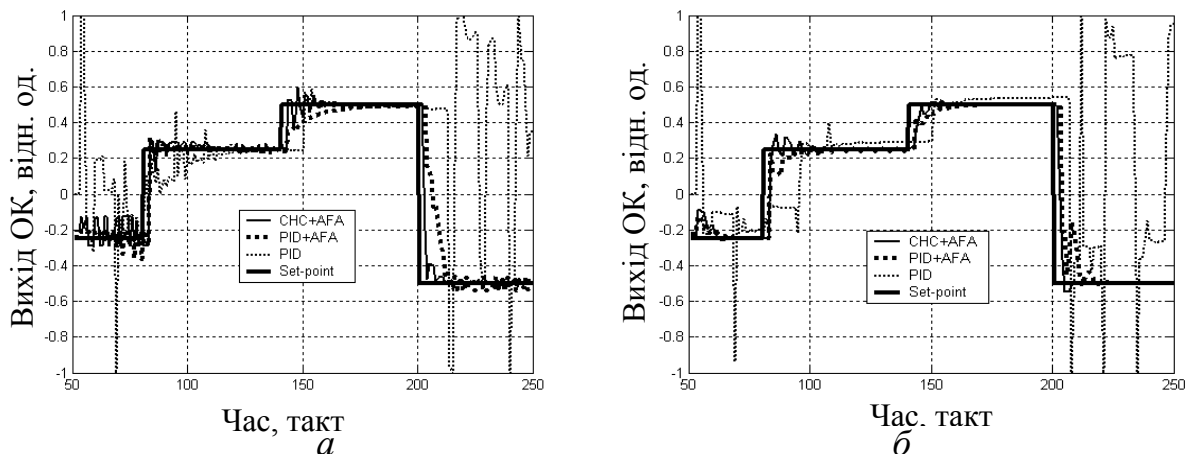 Вихід ОК, відн. од.
1
0.8
0.6
0.4
0.2
0
-0.2
-0.4
-0.6
-0.8
-1
CHC+AFA
PID+AFA
PID
Set-point
50
100
150
200
250
Час, такт
а
Вихід ОК, відн. од.
1
0.8
0.6
0.4
0.2
0
-0.2
-0.4
-0.6
-0.8
-1
CHC+AFA
PID+AFA
PID
Set-point
50
100
150
200
250
Час, такт
б